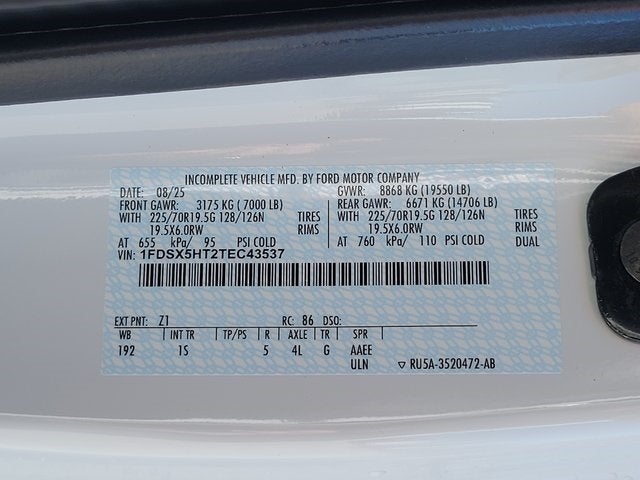 INCOMPLETE VEHICLE MFD. BY FORD MOTOR COMPANY
DATE: 08/25 GVWR: 8868 KG (19550 LB)
FRONT GAWR: 3175 KG ( 7000 LB) REAR GAWR: 6671 KG (14706 LB)
WITH 225/70R19.5G 128/126N TIRES WITH 225/70R19.5G 128/126N TIRES
19.5X6.0RW RIMS 19.5X6.0RW RIMS
AT 655 kPa/ 95 PSI COLD AT 760 kPa/ 110 PSI COLD DUAL
VIN: 1FDSX5HT2TEC43537
EXT PNT: Z1 RC: 86 DSO:
WB INT TR TP/PS R AXLE TR SPR
192 1S 5 4L G AAEE
ULN RU5A-3520472-AB